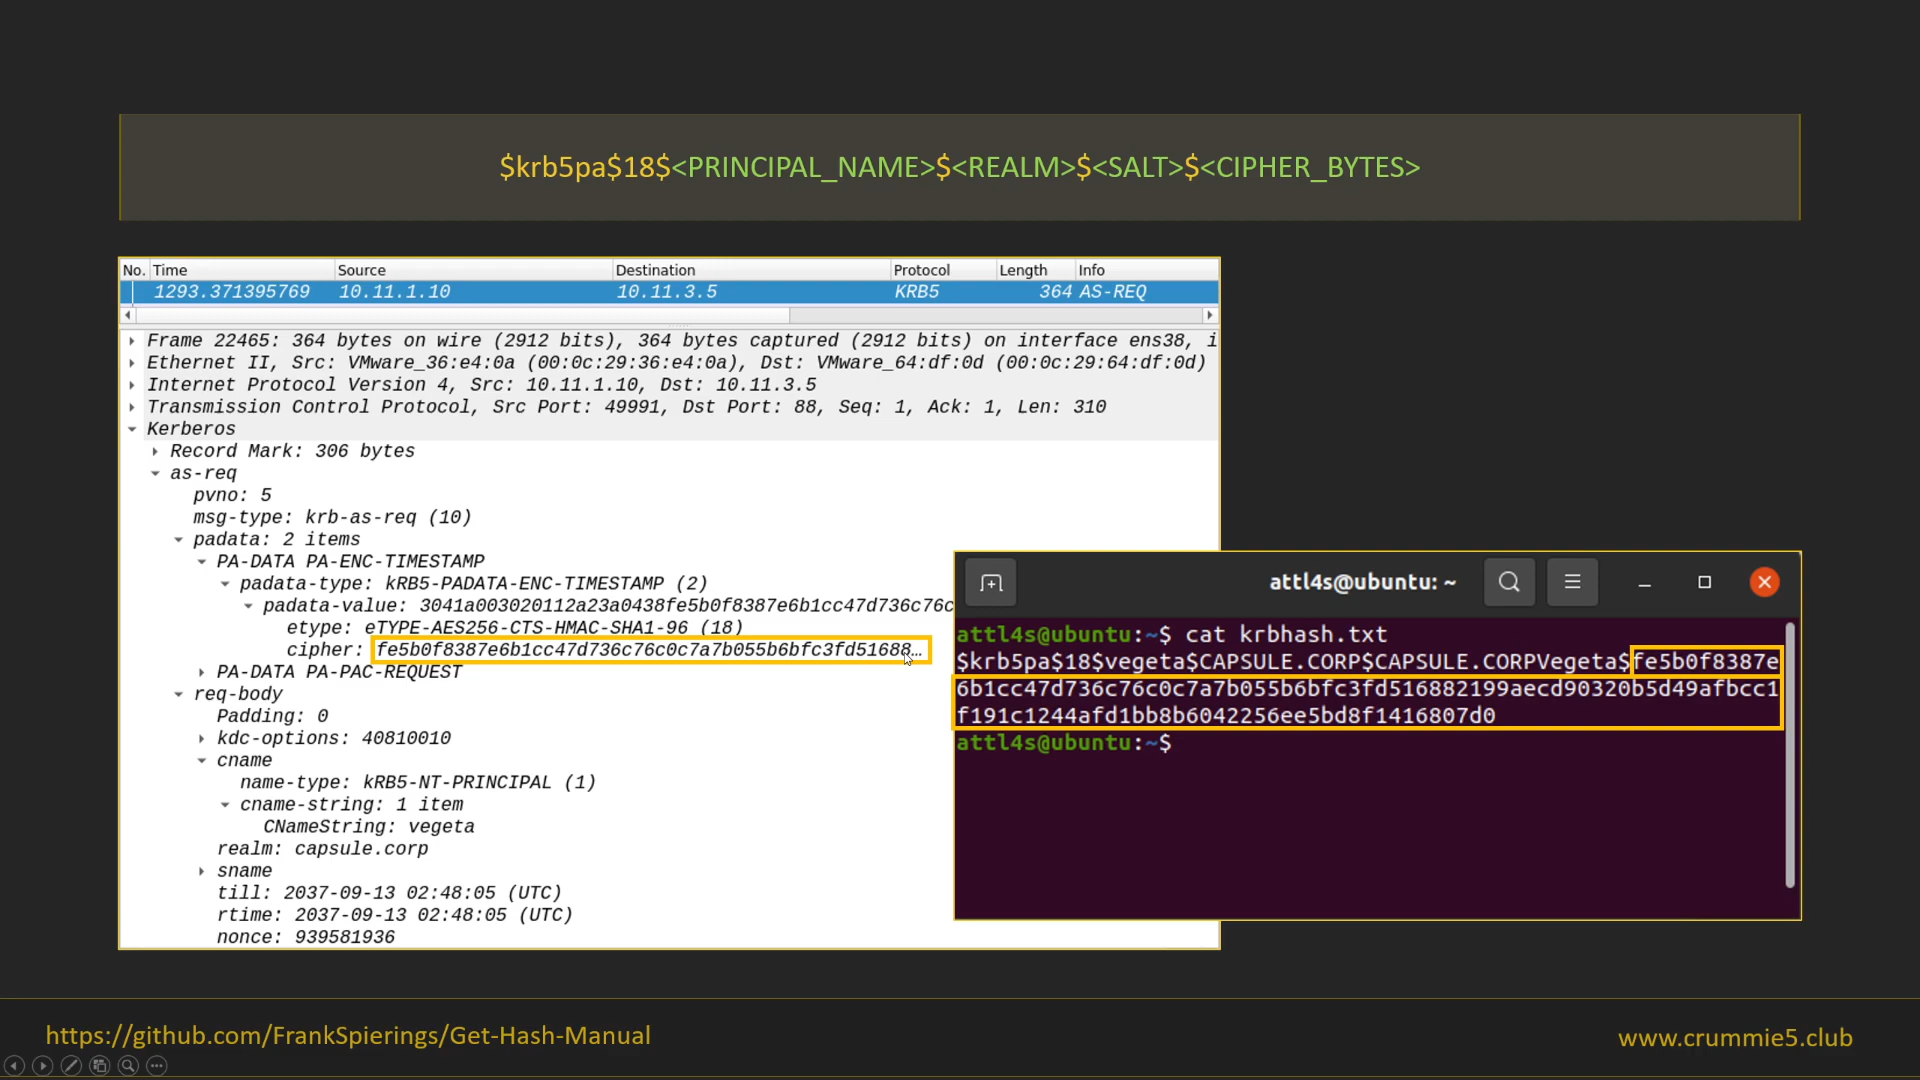 $krb5pa$18$<PRINCIPAL_NAME>$<REALM>$<SALT>$<CIPHER_BYTES>
No. Time Source Destination Protocol Length Info
1293.371395769 10.11.1.10 10.11.3.5 KRB5 364 AS-REQ
Frame 22465: 364 bytes on wire (2912 bits), 364 bytes captured (2912 bits) on interface ens38, i
Ethernet II, Src: VMware_36:e4:0a (00:0c:29:36:e4:0a), Dst: VMware_64:df:0d (00:0c:29:64:df:0d)
Internet Protocol Version 4, Src: 10.11.1.10, Dst: 10.11.3.5
Transmission Control Protocol, Src Port: 49991, Dst Port: 88, Seq: 1, Ack: 1, Len: 310
Kerberos
Record Mark: 306 bytes
as-req
pvno: 5
msg-type: krb-as-req (10)
padata: 2 items
PA-DATA PA-ENC-TIMESTAMP
padata-type: kRB5-PADATA-ENC-TIMESTAMP (2)
padata-value: 3041a003020112a23a0438fe5b0f8387e6b1cc47d736c76c
etype: eTYPE-AES256-CTS-HMAC-SHA1-96 (18)
cipher: fe5b0f8387e6b1cc47d736c76c0c7a7b055b6bfc3fd51688…
PA-DATA PA-PAC-REQUEST
req-body
Padding: 0
kdc-options: 40810010
cname
name-type: kRB5-NT-PRINCIPAL (1)
cname-string: 1 item
CNameString: vegeta
realm: capsule.corp
sname
till: 2037-09-13 02:48:05 (UTC)
rtime: 2037-09-13 02:48:05 (UTC)
nonce: 939581936
attl4s@ubuntu: ~
attl4s@ubuntu:~$ cat krbhash.txt
$krb5pa$18$vegeta$CAPSULE.CORP$CAPSULE.CORPVegeta$fe5b0f8387e
6b1cc47d736c76c0c7a7b055b6bfc3fd516882199aecd90320b5d49afbcc1
f191c1244afd1bb8b6042256ee5bd8f1416807d0
attl4s@ubuntu:~$
https://github.com/FrankSpierings/Get-Hash-Manual
www.crummie5.club